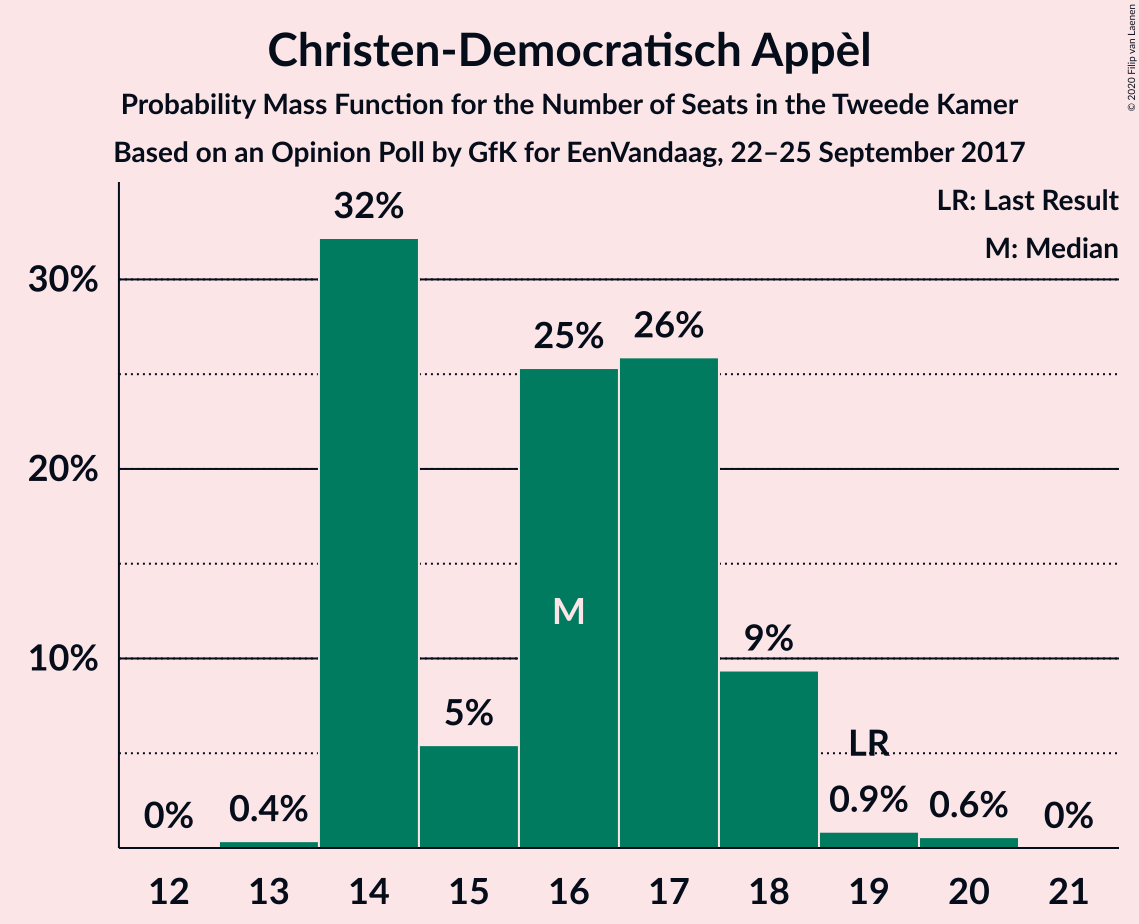 Christen-Democratisch Appèl
Probability Mass Function for the Number of Seats in the Tweede Kamer
Based on an Opinion Poll by GfK for EenVandaag, 22–25 September 2017
© 2020 Filip van Laenen
LR: Last Result
M: Median
30%
20%
10%
0%
0.4%
32%
5%
25%
26%
9%
0.9%
0.6%
0%
M
LR
12 13 14 15 16 17 18 19 20 21